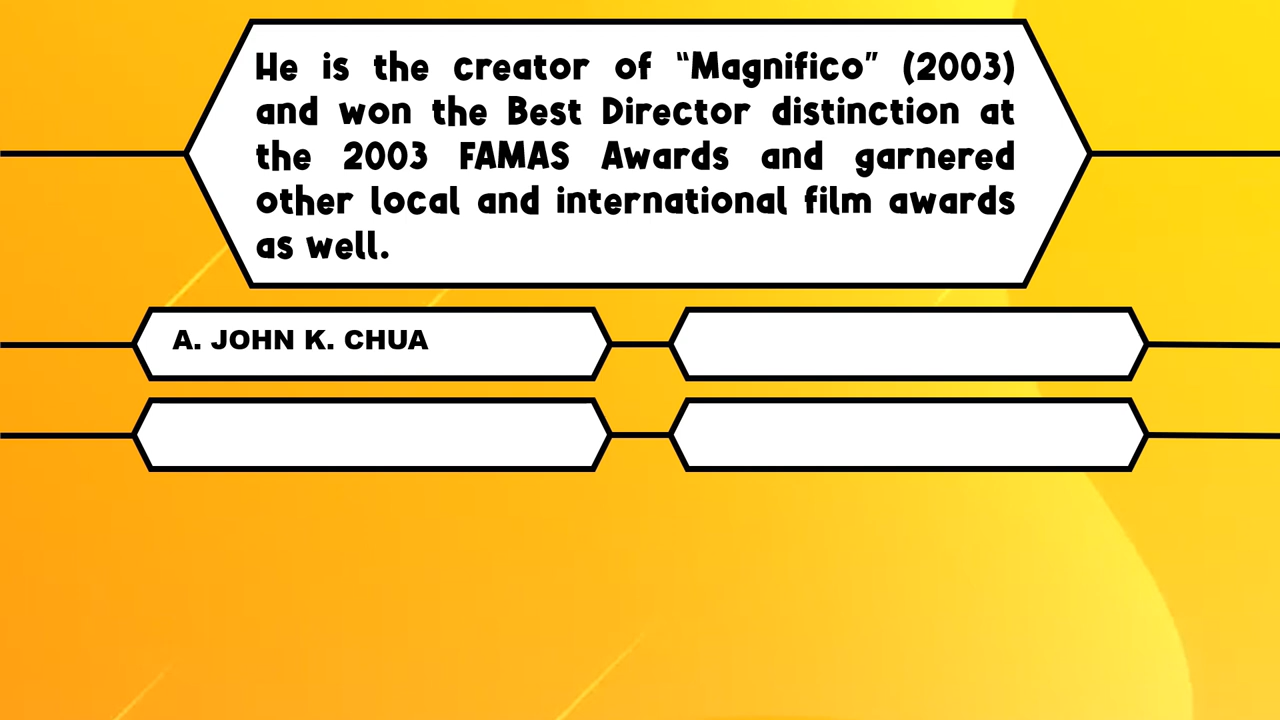 He is the creator of “Magnifico” (2003)
and won the Best Director distinction at
the 2003 FAMAS Awards and garnered
other local and international film awards
as well.
A. JOHN K. CHUA